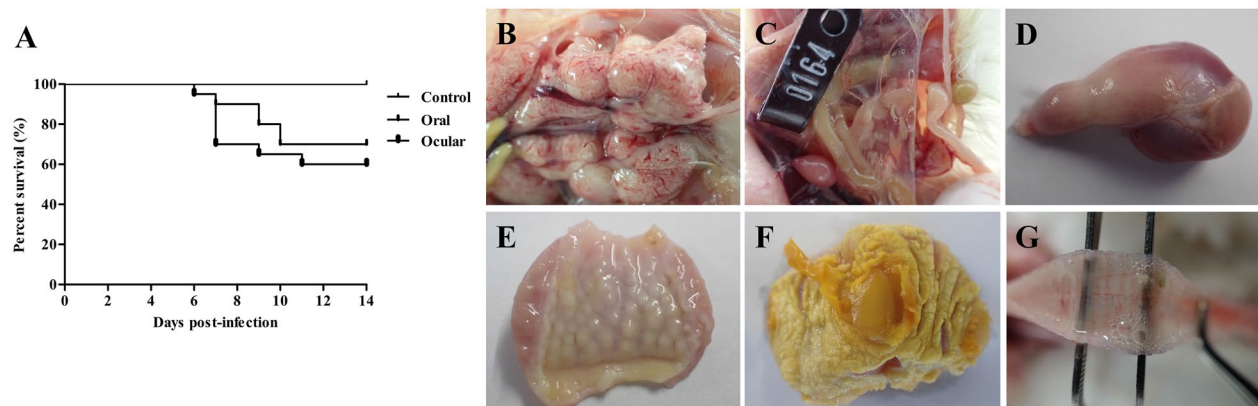 A
B
C
D
E
F
G
100
80
60
40
20
0
Percent survival (%)
0 2 4 6 8 10 12 14
Days post-infection
Control
Oral
Ocular
0164